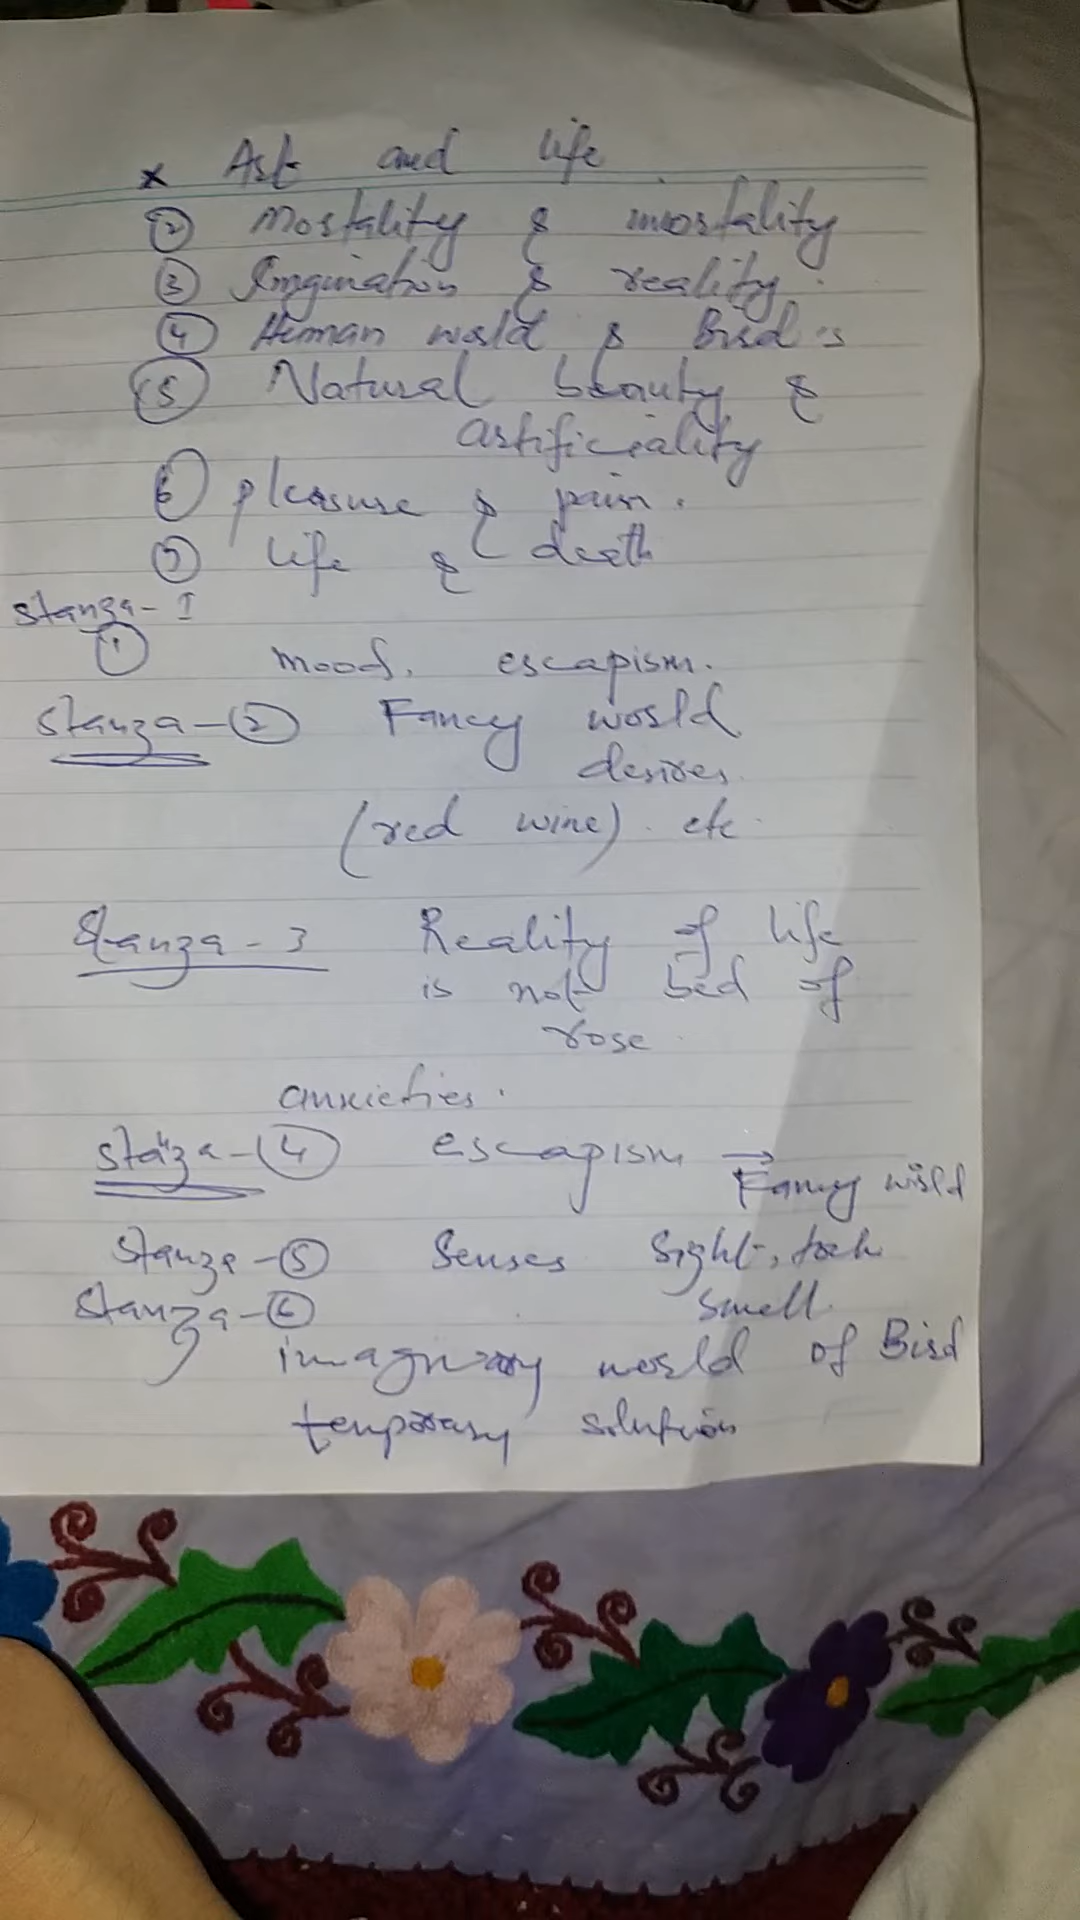 x Art and life
② Mortality & immortality
③ Imgination & reality.
④ Human world & Bird's
⑤ Natural beauty &
artificiality
⑥ pleasure & pain.
⑦ life & death
Stanza - I
① mood, escapism.
Stanza - ② Fancy world
desires.
(red wine). etc.
Stanza - 3 Reality of life
is not bed of
rose.
anxieties.
Stanza - ④ escapism →
Fancy world
Stanza - ⑤ Senses Sight,
Stanza - ⑥ smell.
imaginary world of Bird
temporary solution